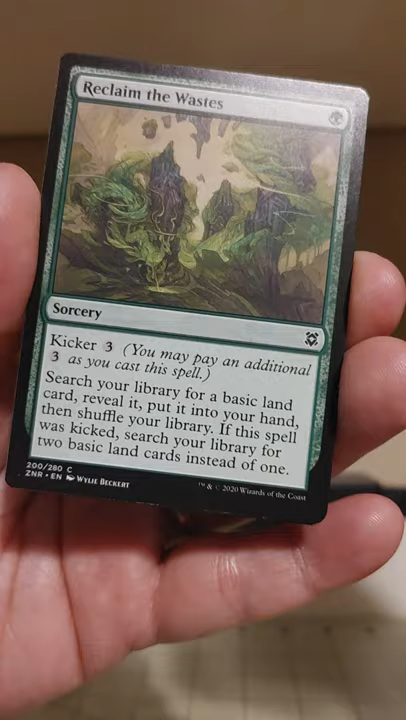 Reclaim the Wastes
Sorcery
Kicker 3 (You may pay an additional
3 as you cast this spell.)
Search your library for a basic land
card, reveal it, put it into your hand,
then shuffle your library. If this spell
was kicked, search your library for
two basic land cards instead of one.
200/280 C
ZNR • EN Wylie Beckert
™ & © 2020 Wizards of the Coast